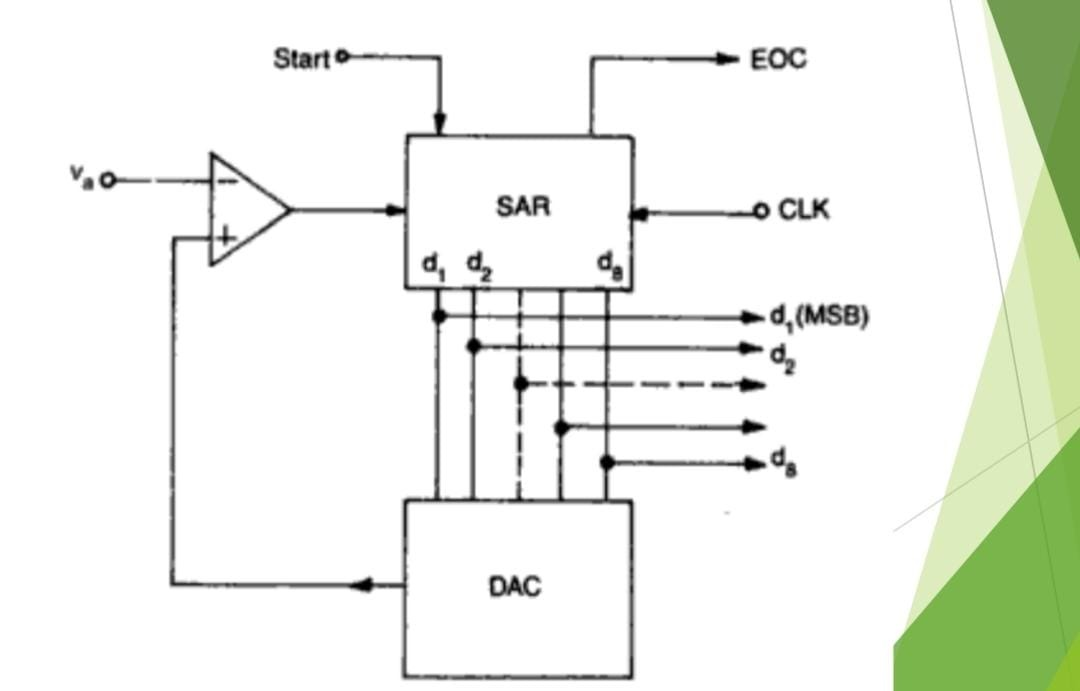 Start
EOC
va
−
+
SAR
CLK
d1 d2 d8
d1(MSB)
d2
d8
DAC